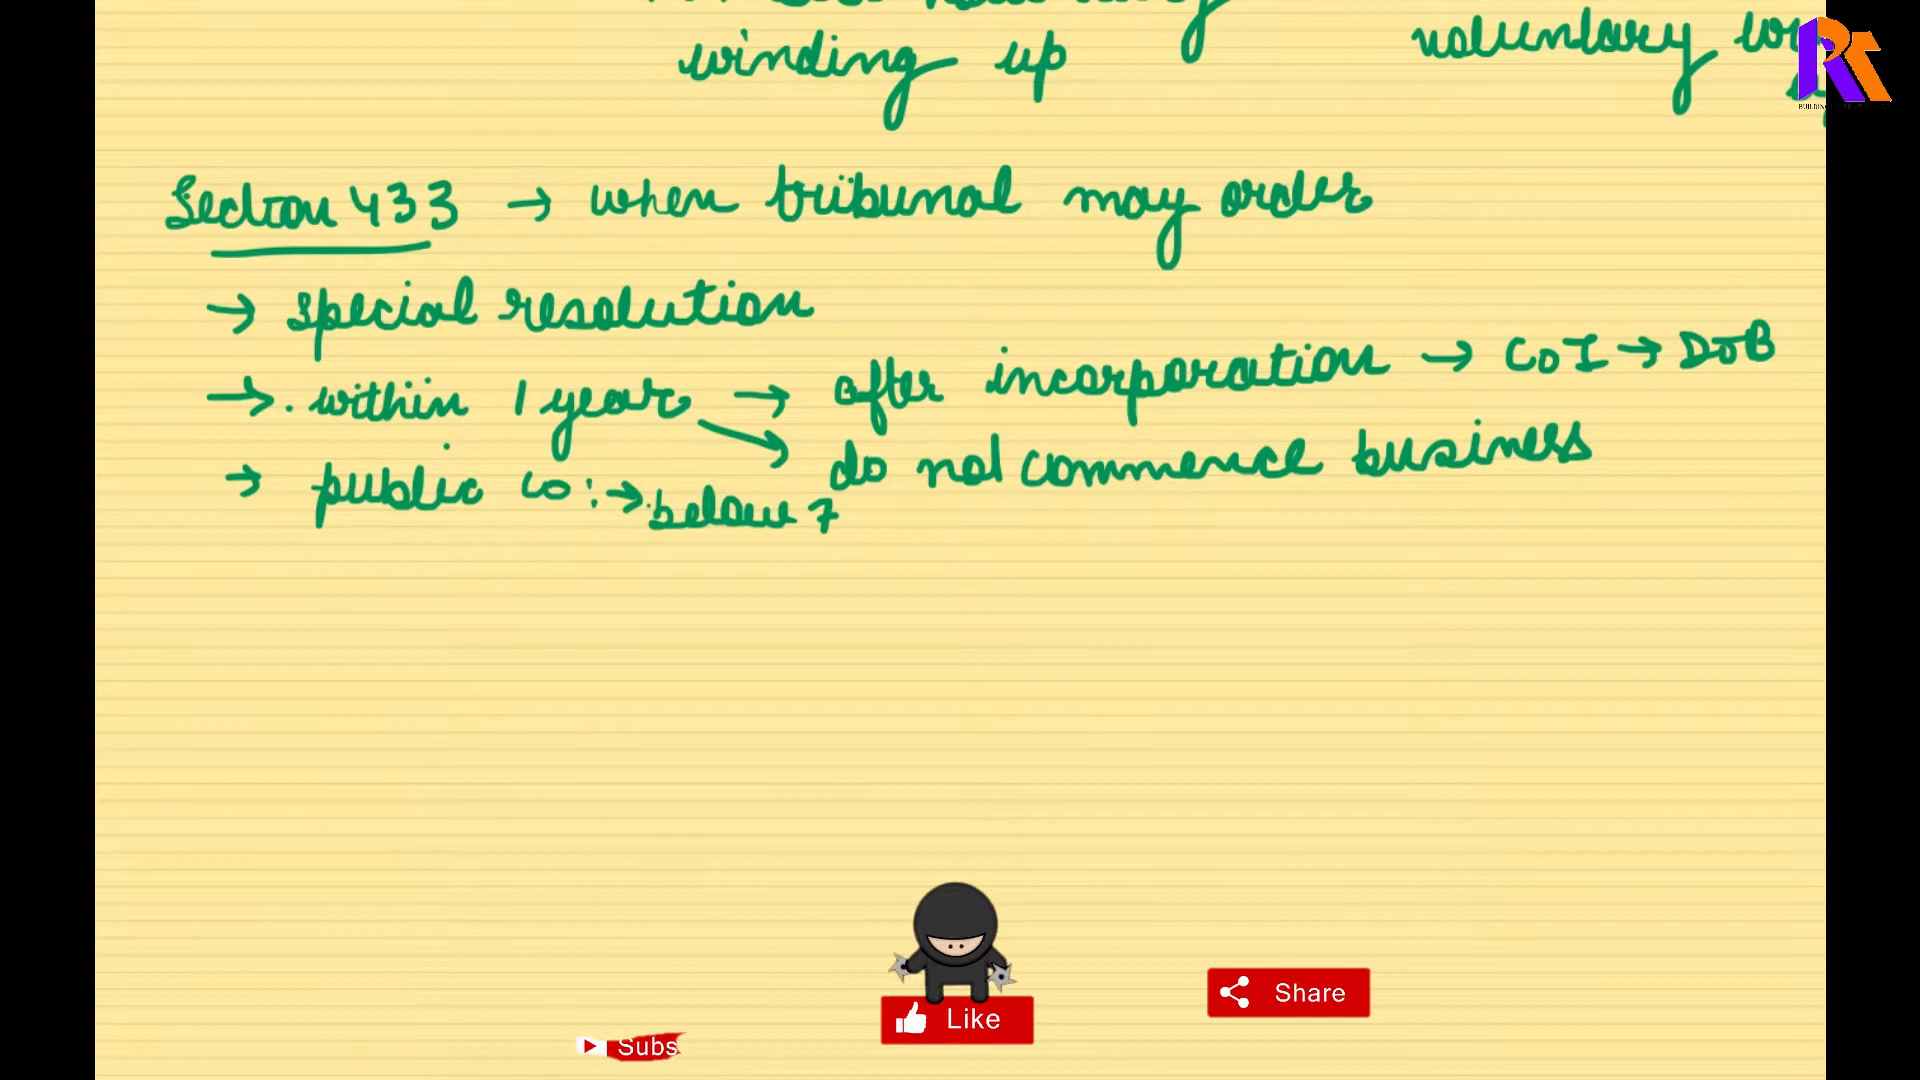 winding up
voluntary
Section 433 → when tribunal may order
→ special resolution
→ within 1 year → after incorporation → COI → DOB
do not commence business
→ public co: → below 7
Like
Share
Subs